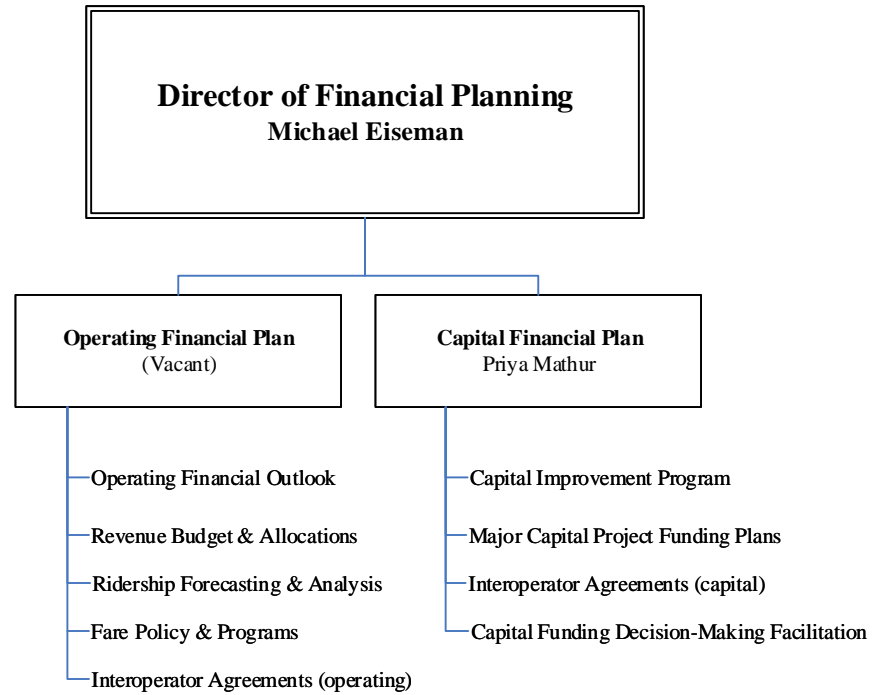 Director of Financial Planning
Michael Eiseman
Operating Financial Plan
(Vacant)
Capital Financial Plan
Priya Mathur
Operating Financial Outlook
Revenue Budget & Allocations
Ridership Forecasting & Analysis
Fare Policy & Programs
Interoperator Agreements (operating)
Capital Improvement Program
Major Capital Project Funding Plans
Interoperator Agreements (capital)
Capital Funding Decision-Making Facilitation